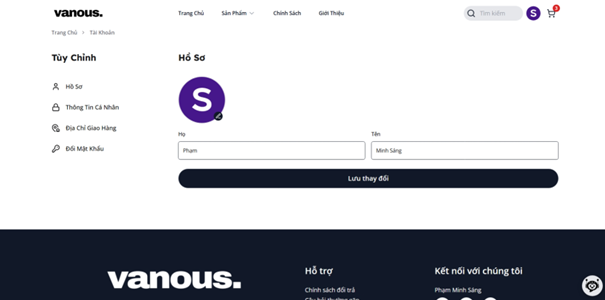 vanous.
Trang Chủ
Sản Phẩm
Chính Sách
Giới Thiệu
Tìm kiếm
S
3
Trang Chủ > Tài Khoản
Tùy Chỉnh
Hồ Sơ
Thông Tin Cá Nhân
Địa Chỉ Giao Hàng
Đổi Mật Khẩu
Hồ Sơ
S
Họ
Tên
Phạm
Minh Sáng
Lưu thay đổi
vanous.
Hỗ trợ
Chính sách đổi trả
Kết nối với chúng tôi
Phạm Minh Sáng